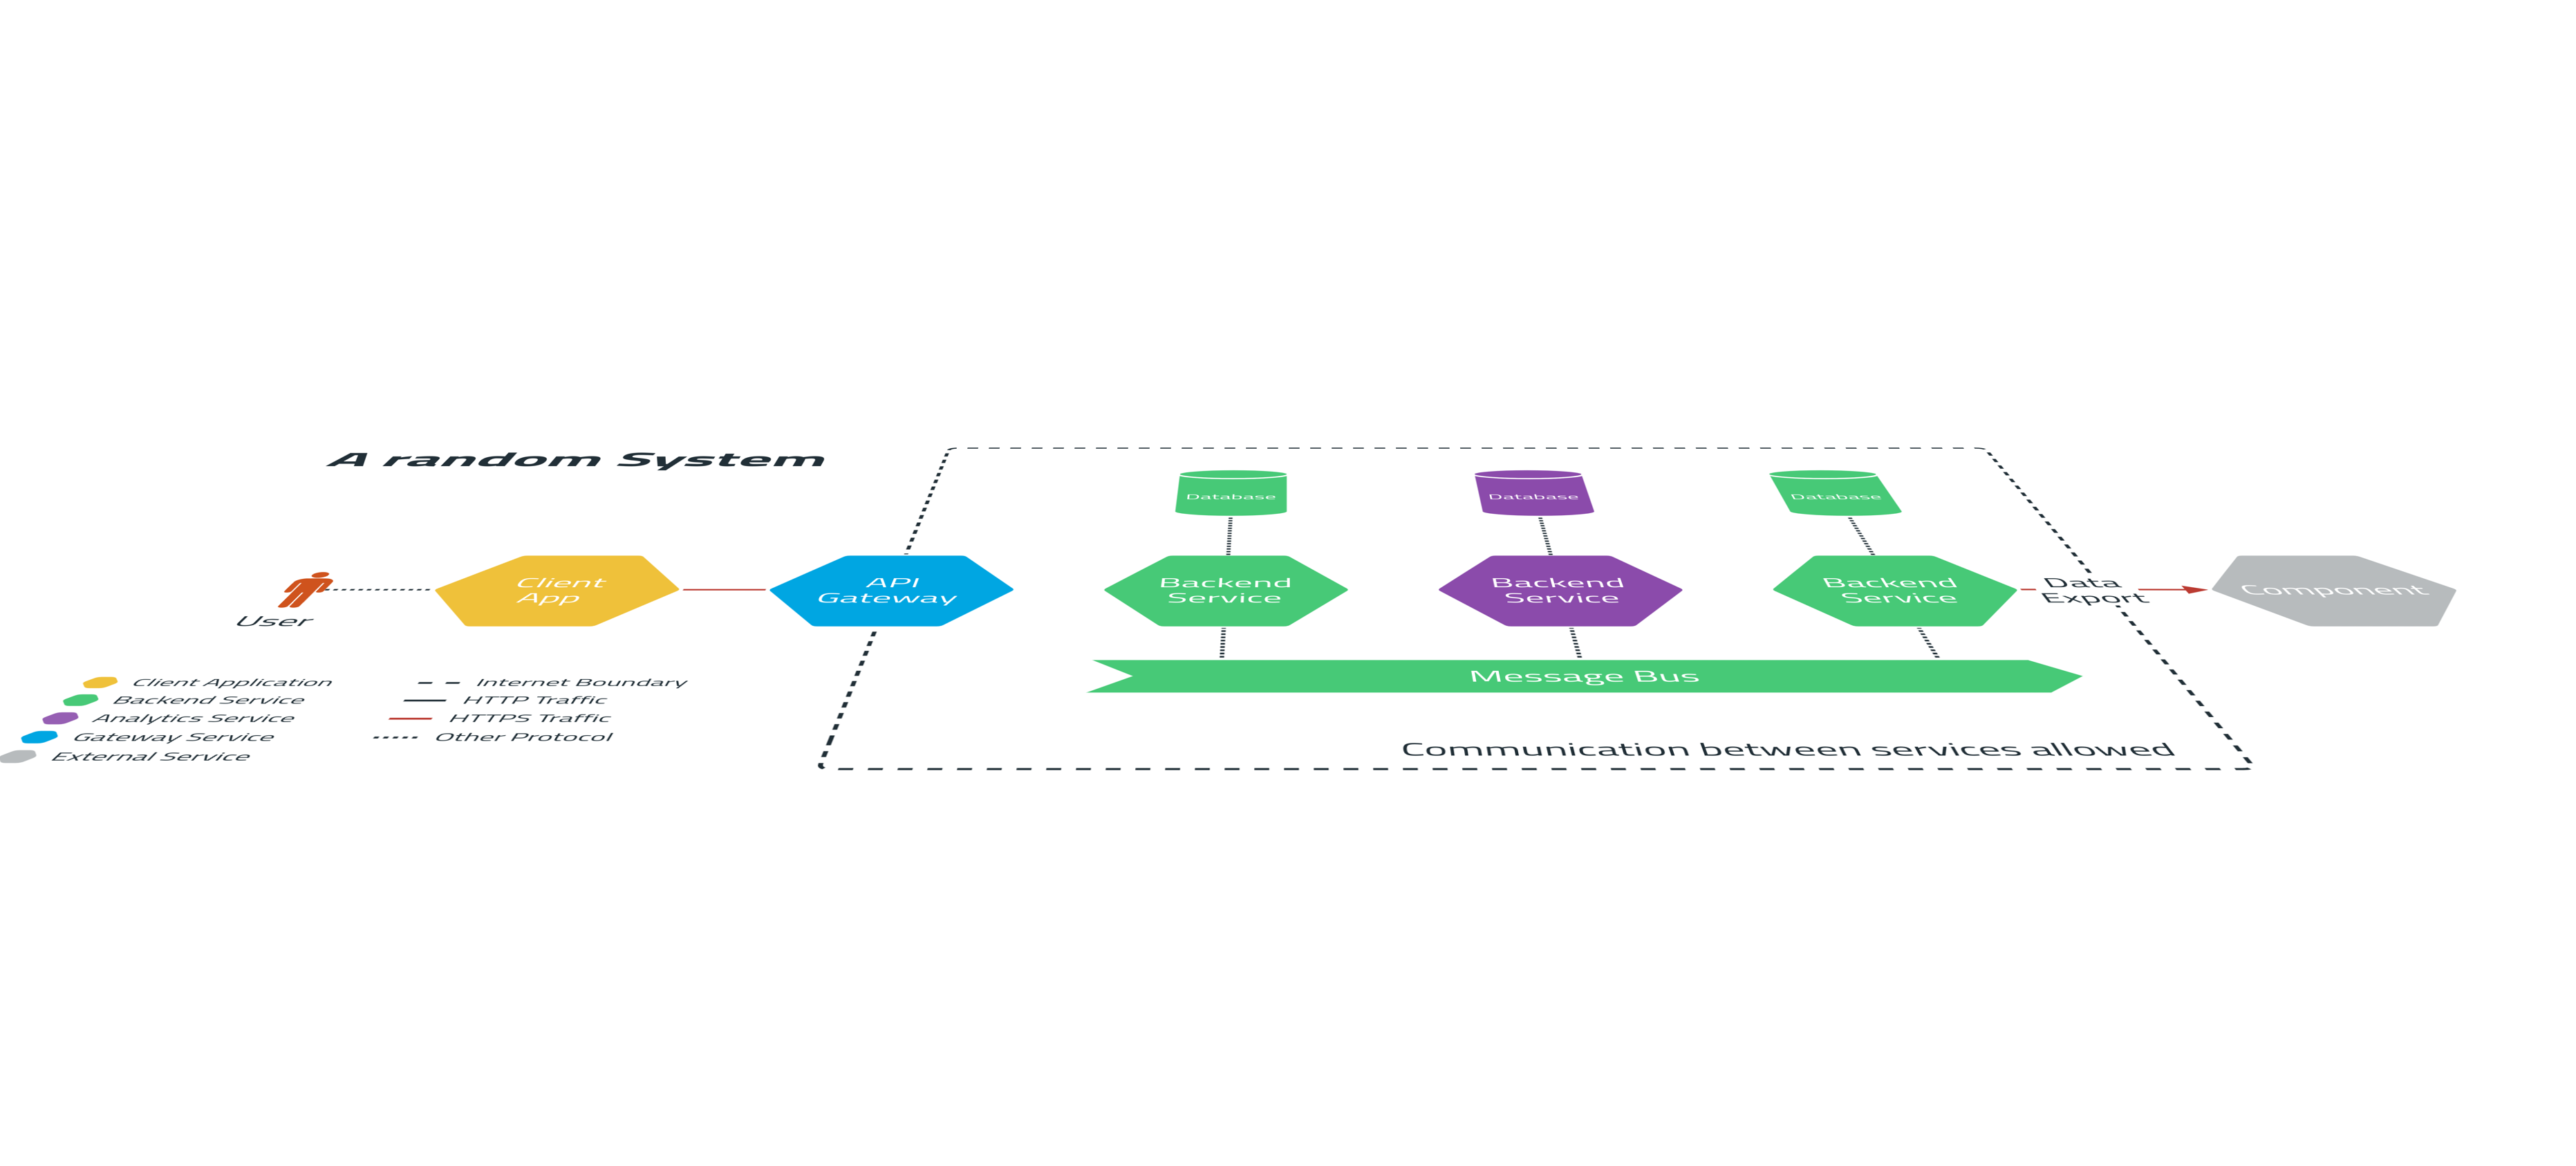 A random System
Database
Database
Database
Client
App
API
Gateway
Backend
Service
Backend
Service
Backend
Service
Data
Export
Component
User
Message Bus
Client Application
Backend Service
Analytics Service
Gateway Service
External Service
Internet Boundary
HTTP Traffic
HTTPS Traffic
Other Protocol
Communication between services allowed